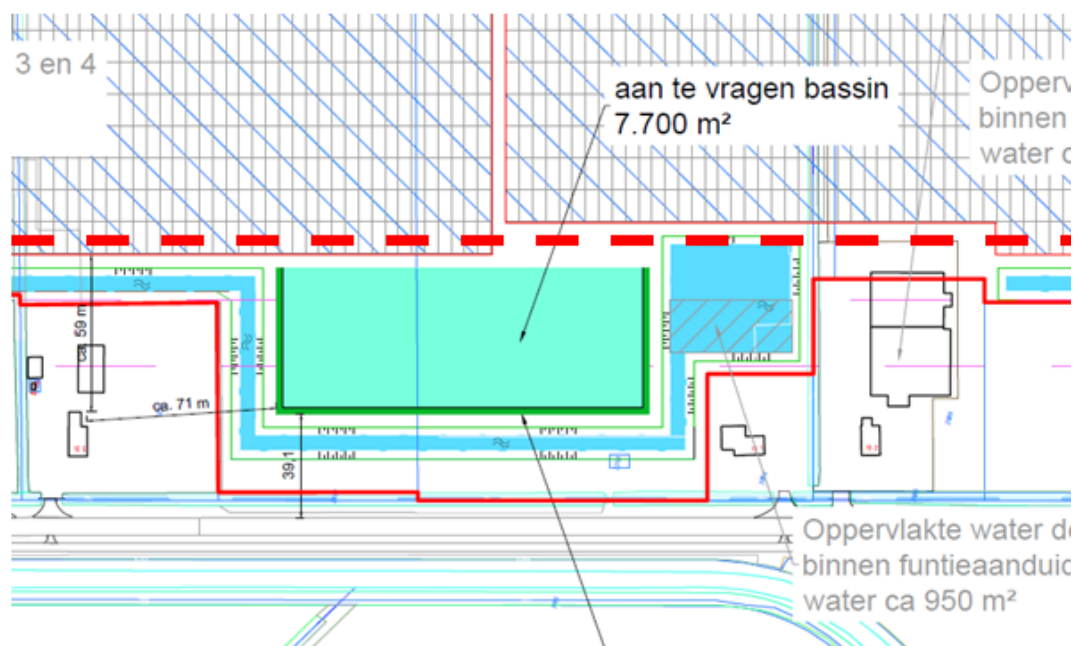 3 en 4
aan te vragen bassin
7.700 m²
Opperv
binnen
water
ca. 59 m
ca. 71 m
39,1
Oppervlakte water de
binnen funtieaanduid
water ca 950 m²